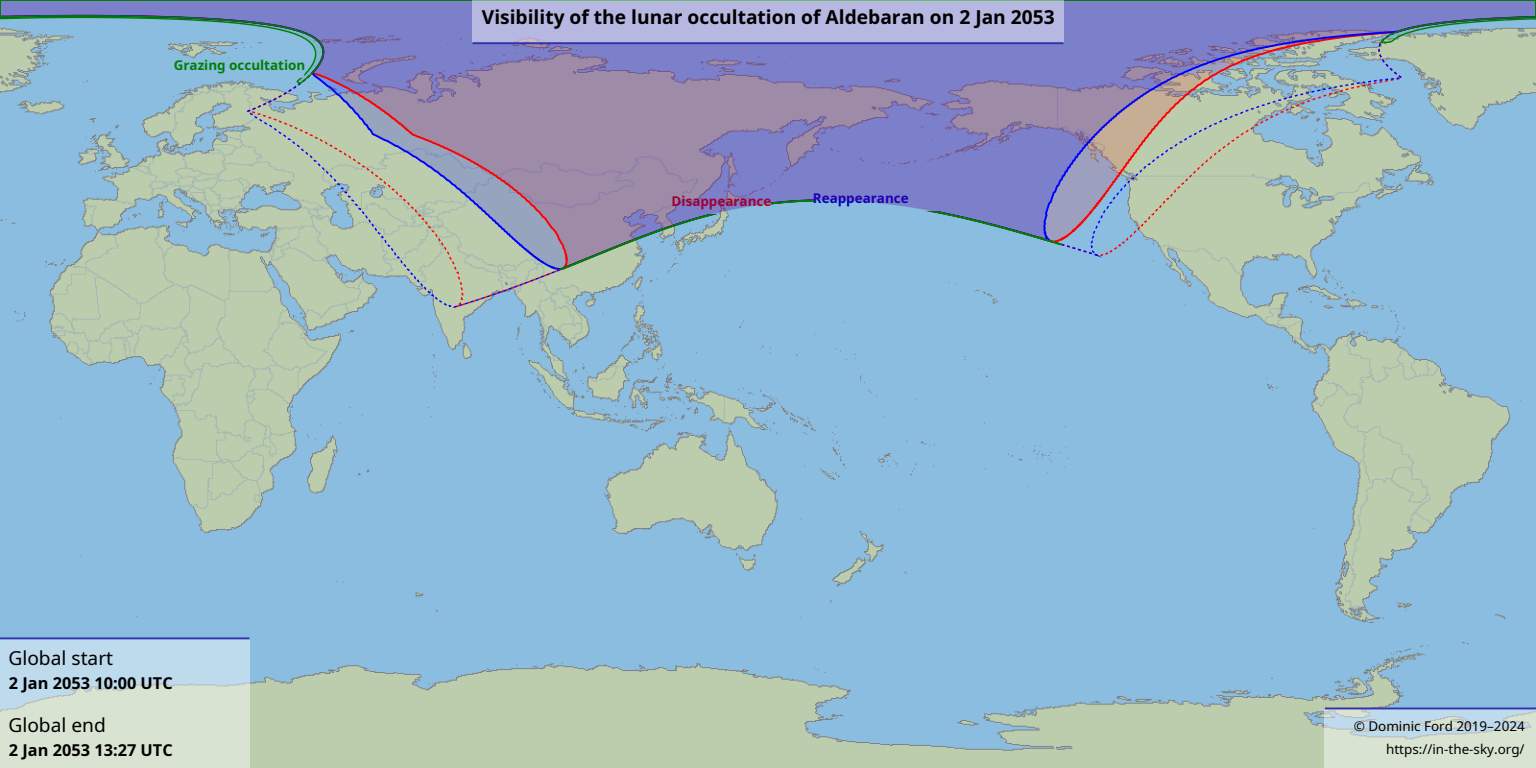 Visibility of the lunar occultation of Aldebaran on 2 Jan 2053
Grazing occultation
Disappearance
Reappearance
Global start
2 Jan 2053 10:00 UTC
Global end
2 Jan 2053 13:27 UTC
© Dominic Ford 2019–2024
https://in-the-sky.org/